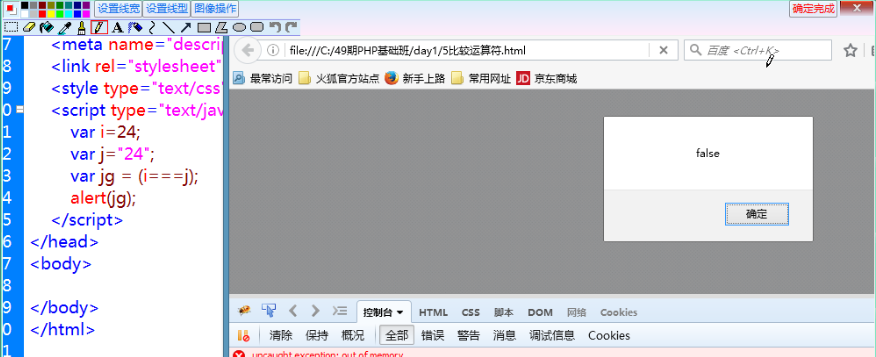 设置线宽 设置线型 图像操作 确定完成
7 <meta name="descri
8 <link rel="stylesheet"
9 <style type="text/css"
0 <script type="text/jav
1 var i=24;
2 var j="24";
3 var jg = (i===j);
4 alert(jg);
5 </script>
6 </head>
7 <body>
8
9 </body>
0 </html>
1
file:///C:/49期PHP基础班/day1/5比较运算符.html
百度 <Ctrl+K>
最常访问 火狐官方站点 新手上路 常用网址 JD 京东商城
false
确定
控制台 HTML CSS 脚本 DOM 网络 Cookies
清除 保持 概况 全部 错误 警告 消息 调试信息 Cookies
uncaught exception: out of memory